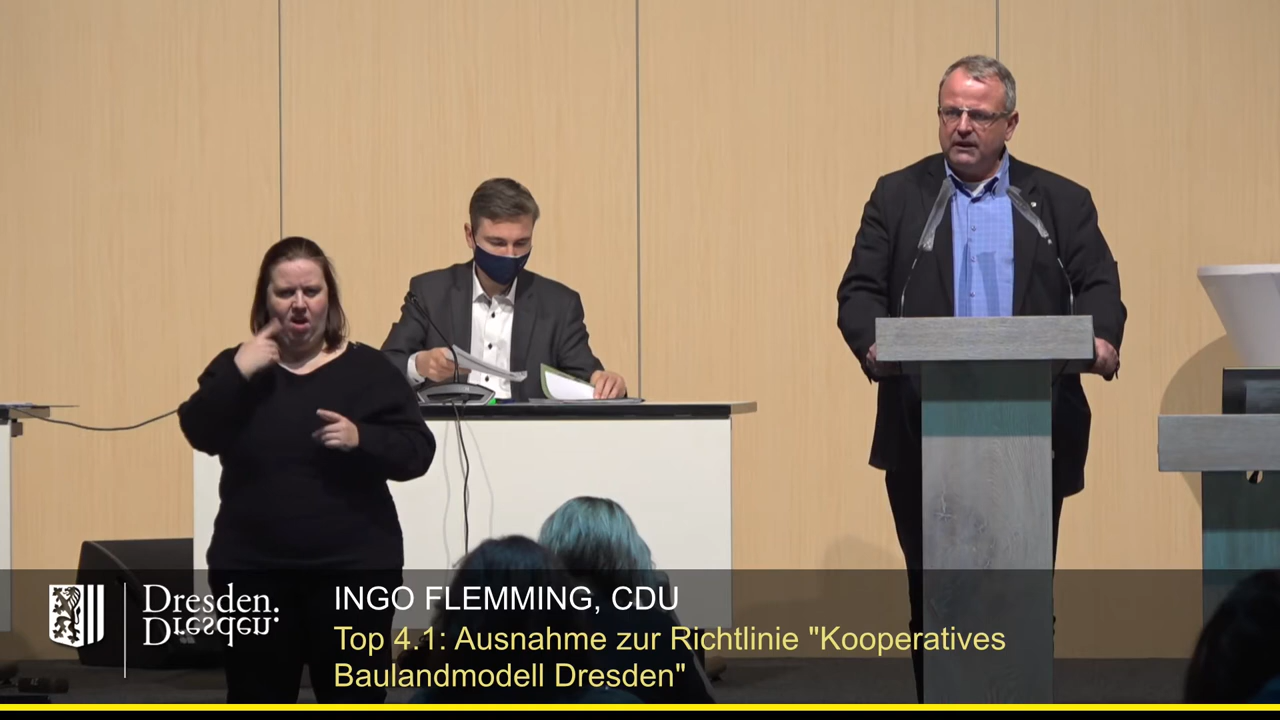 Dresden.
Dresden.
INGO FLEMMING, CDU
Top 4.1: Ausnahme zur Richtlinie "Kooperatives
Baulandmodell Dresden"